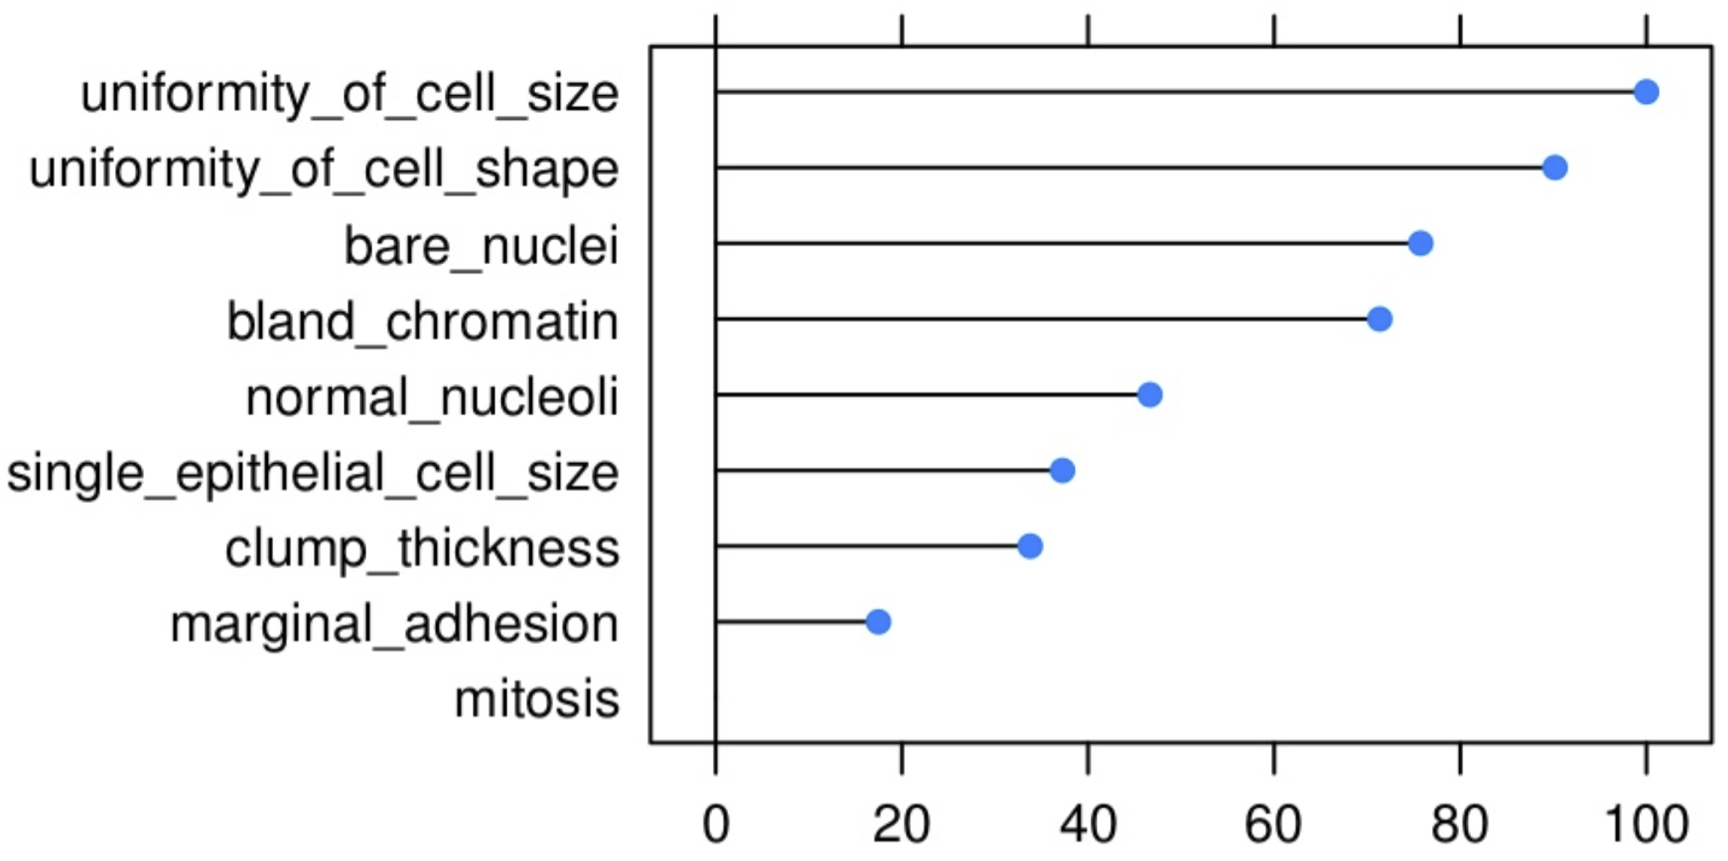 uniformity_of_cell_size
uniformity_of_cell_shape
bare_nuclei
bland_chromatin
normal_nucleoli
single_epithelial_cell_size
clump_thickness
marginal_adhesion
mitosis
0 20 40 60 80 100